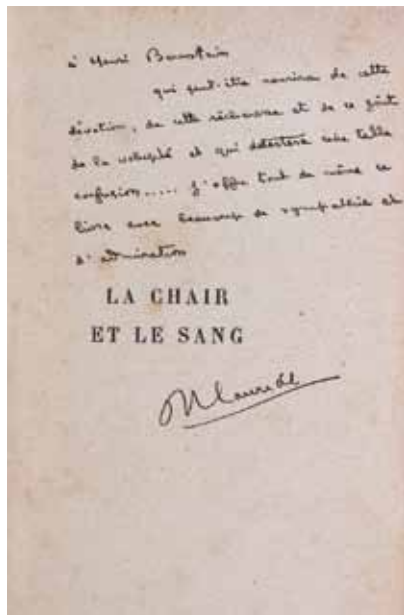 à Henri Bernstein
qui peut-être sourira de cette
dévotion, de cette sécheresse et de ce goût
de la volupté et qui détestera une telle
confusion..... J'offre tout de même ce
livre avec beaucoup de sympathie et
d'admiration
LA CHAIR
ET LE SANG
Mauriac